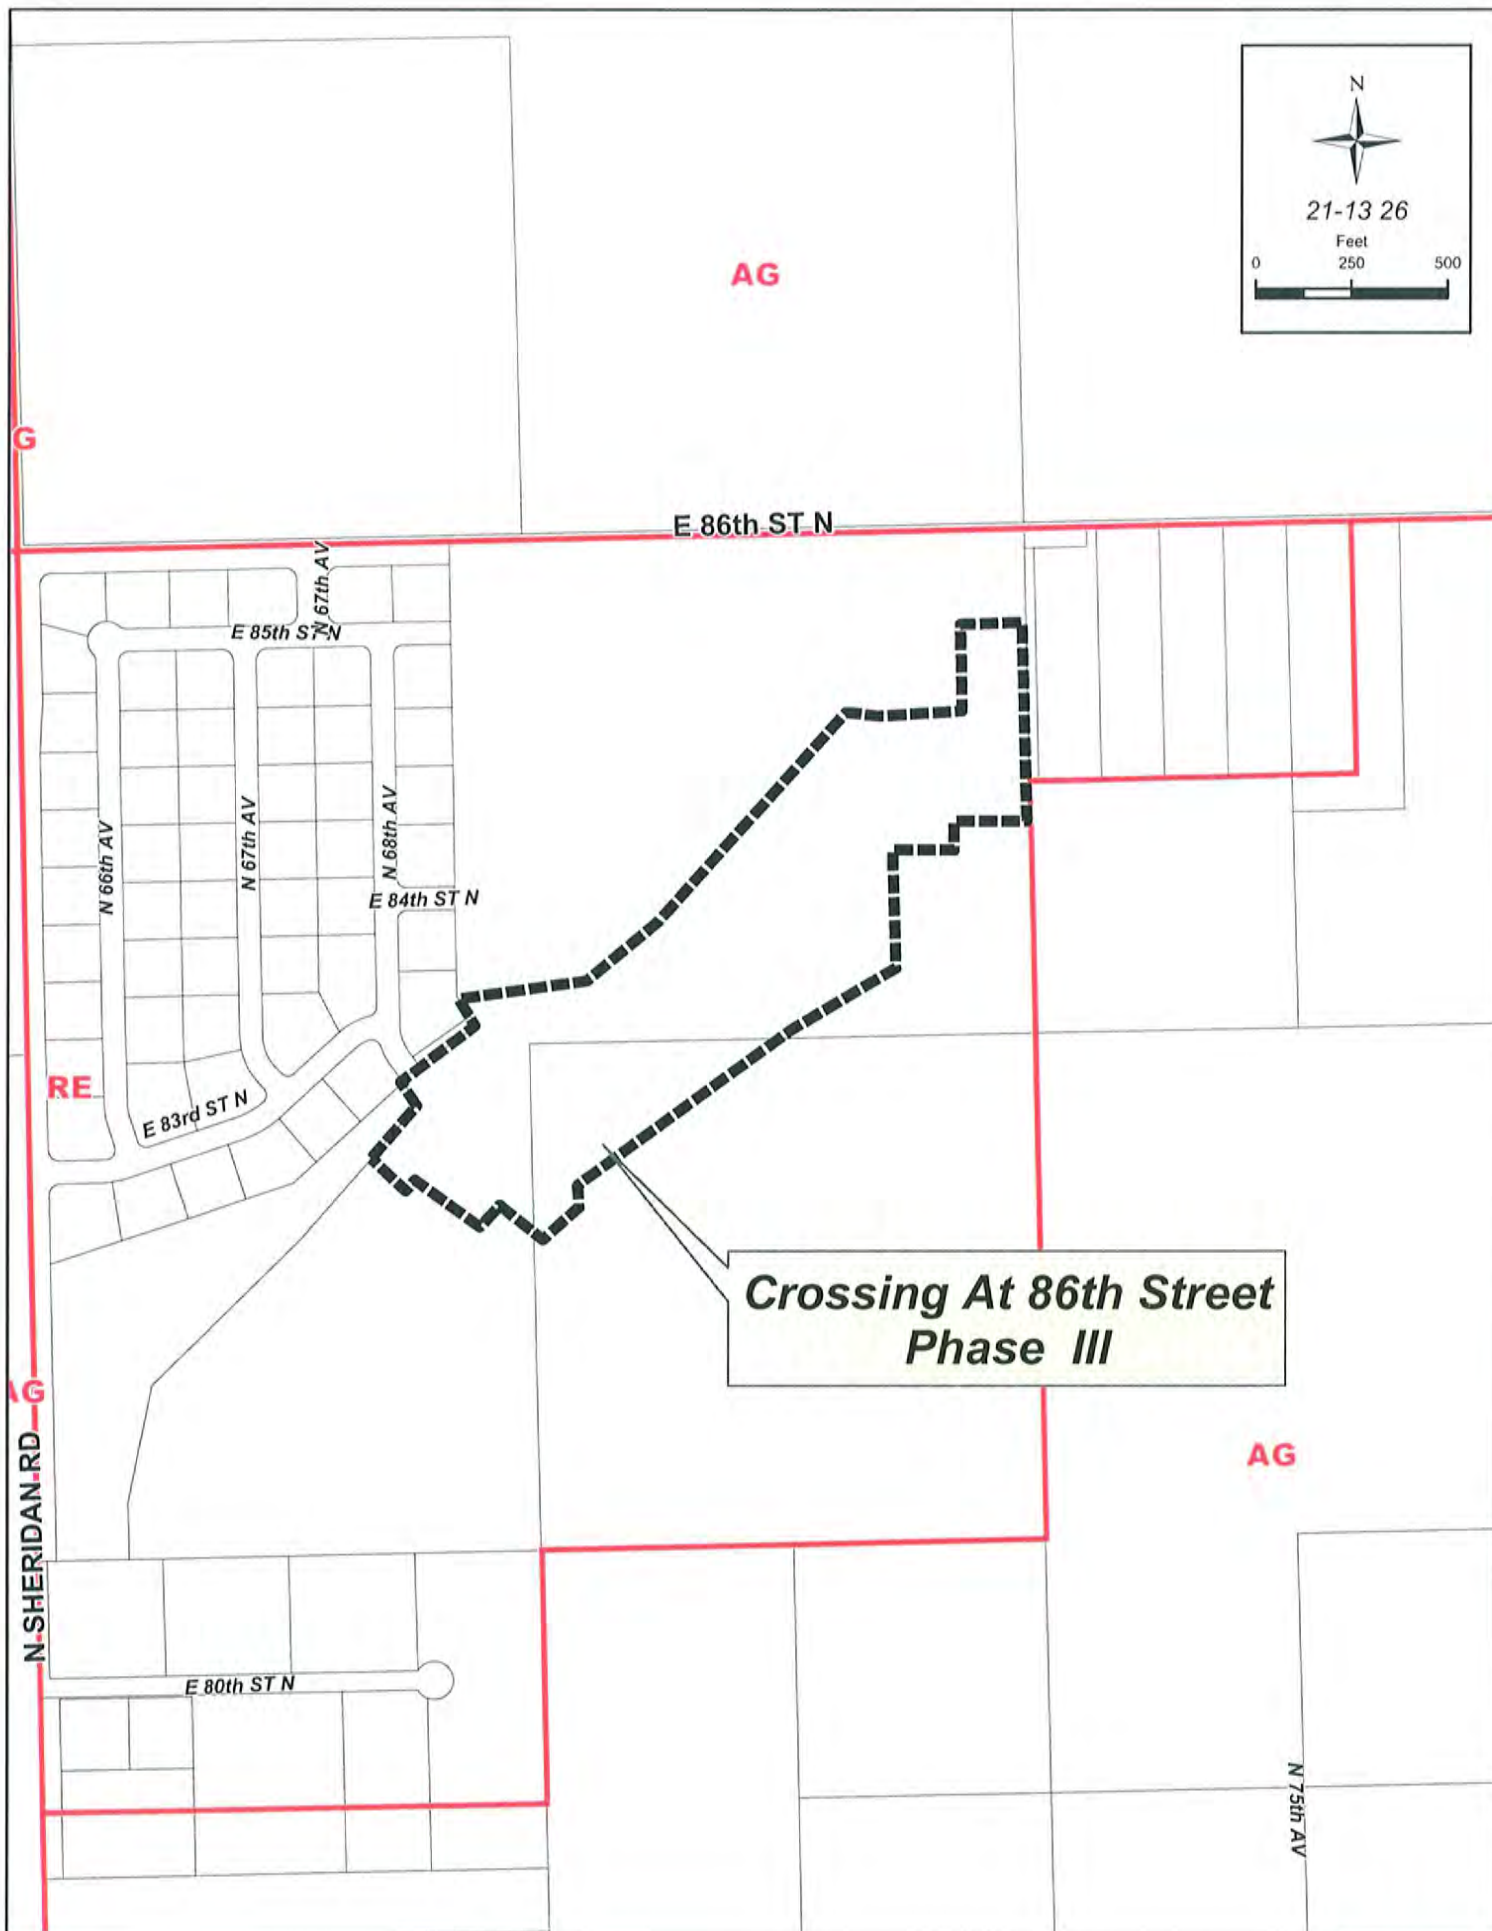 N
21-13 26
Feet
0 250 500
AG
G
E 86th ST N
N 67th AV
E 85th ST N
N 66th AV
N 67th AV
N 68th AV
E 84th ST N
RE
E 83rd ST N
Crossing At 86th Street
Phase III
AG
AG
N SHERIDAN RD
E 80th ST N
N 75th AV